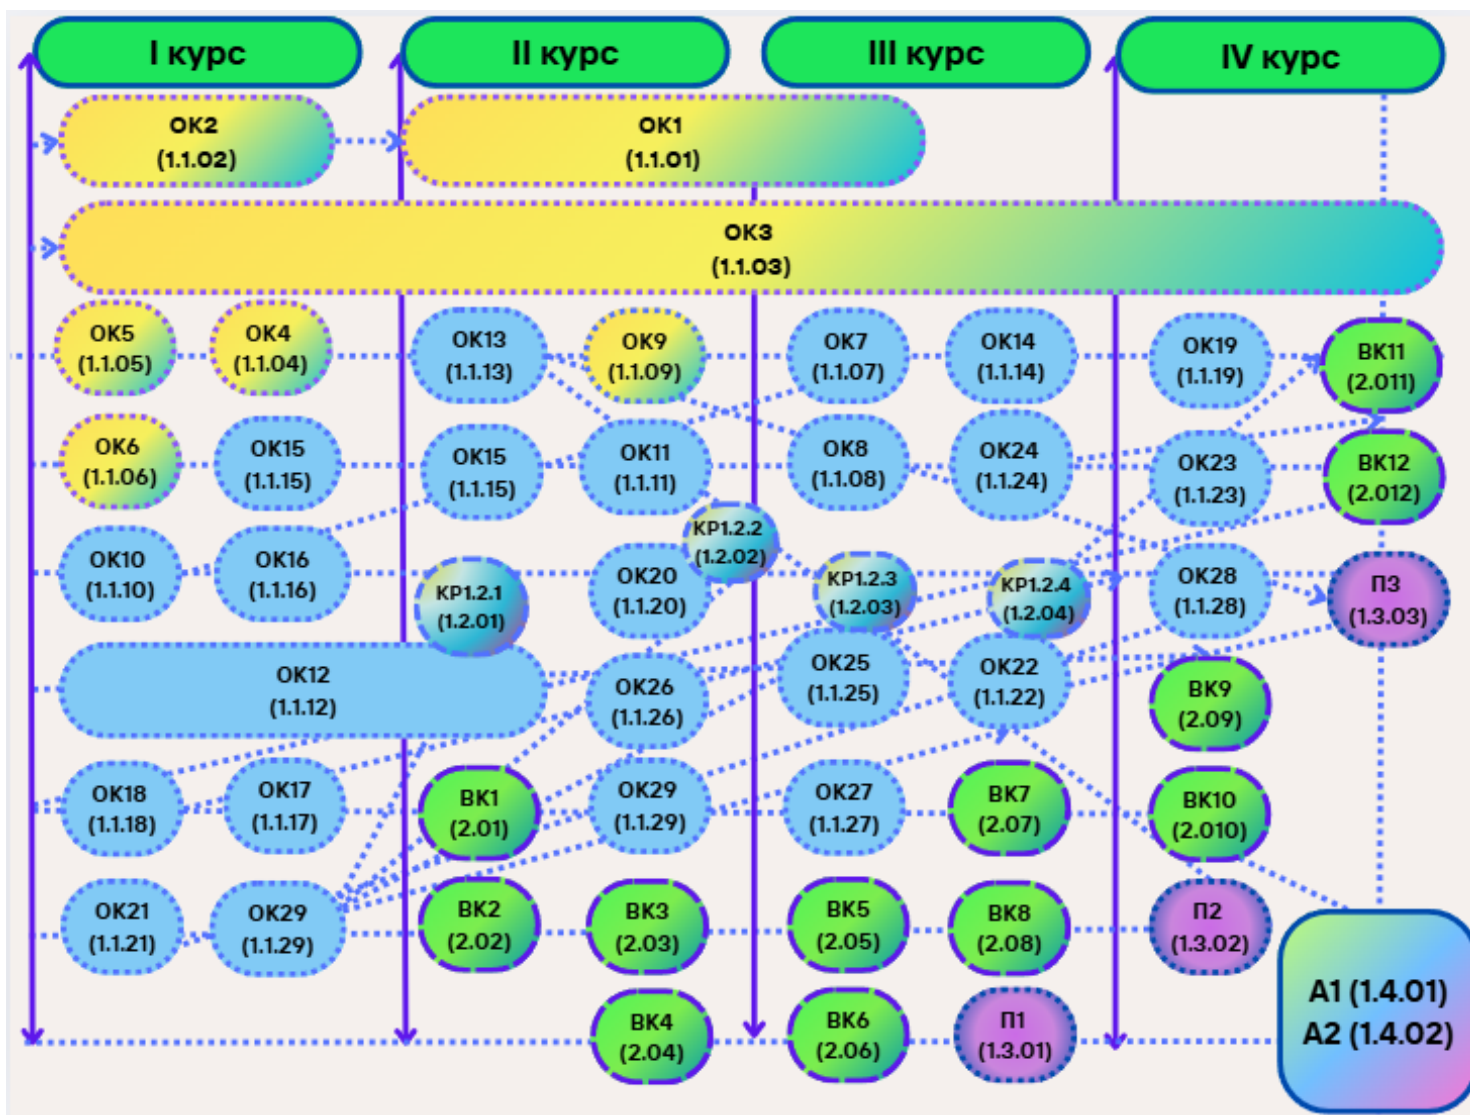 I курс
II курс
III курс
IV курс
ОК2
(1.1.02)
ОК1
(1.1.01)
ОК3
(1.1.03)
ОК5
(1.1.05)
ОК4
(1.1.04)
ОК13
(1.1.13)
ОК9
(1.1.09)
ОК7
(1.1.07)
ОК14
(1.1.14)
ОК19
(1.1.19)
ВК11
(2.011)
ОК6
(1.1.06)
ОК15
(1.1.15)
ОК15
(1.1.15)
ОК11
(1.1.11)
ОК8
(1.1.08)
ОК24
(1.1.24)
ОК23
(1.1.23)
ВК12
(2.012)
ОК10
(1.1.10)
ОК16
(1.1.16)
КР1.2.1
(1.2.01)
ОК20
(1.1.20)
КР1.2.2
(1.2.02)
КР1.2.3
(1.2.03)
КР1.2.4
(1.2.04)
ОК28
(1.1.28)
П3
(1.3.03)
ОК12
(1.1.12)
ОК26
(1.1.26)
ОК25
(1.1.25)
ОК22
(1.1.22)
ВК9
(2.09)
ОК18
(1.1.18)
ОК17
(1.1.17)
ВК1
(2.01)
ОК29
(1.1.29)
ОК27
(1.1.27)
ВК7
(2.07)
ВК10
(2.010)
ОК21
(1.1.21)
ОК29
(1.1.29)
ВК2
(2.02)
ВК3
(2.03)
ВК5
(2.05)
ВК8
(2.08)
П2
(1.3.02)
ВК4
(2.04)
ВК6
(2.06)
П1
(1.3.01)
А1 (1.4.01)
А2 (1.4.02)